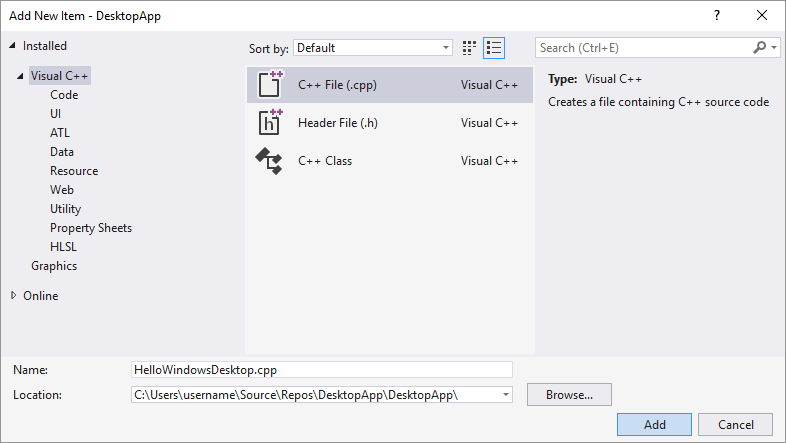 Add New Item - DesktopApp
?
Installed
Visual C++
Code
UI
ATL
Data
Resource
Web
Utility
Property Sheets
HLSL
Graphics
Online
Sort by: Default
C++ File (.cpp) Visual C++
Header File (.h) Visual C++
C++ Class Visual C++
Search (Ctrl+E)
Type: Visual C++
Creates a file containing C++ source code
Name: HelloWindowsDesktop.cpp
Location: C:\Users\username\Source\Repos\DesktopApp\DesktopApp\
Browse...
Add Cancel